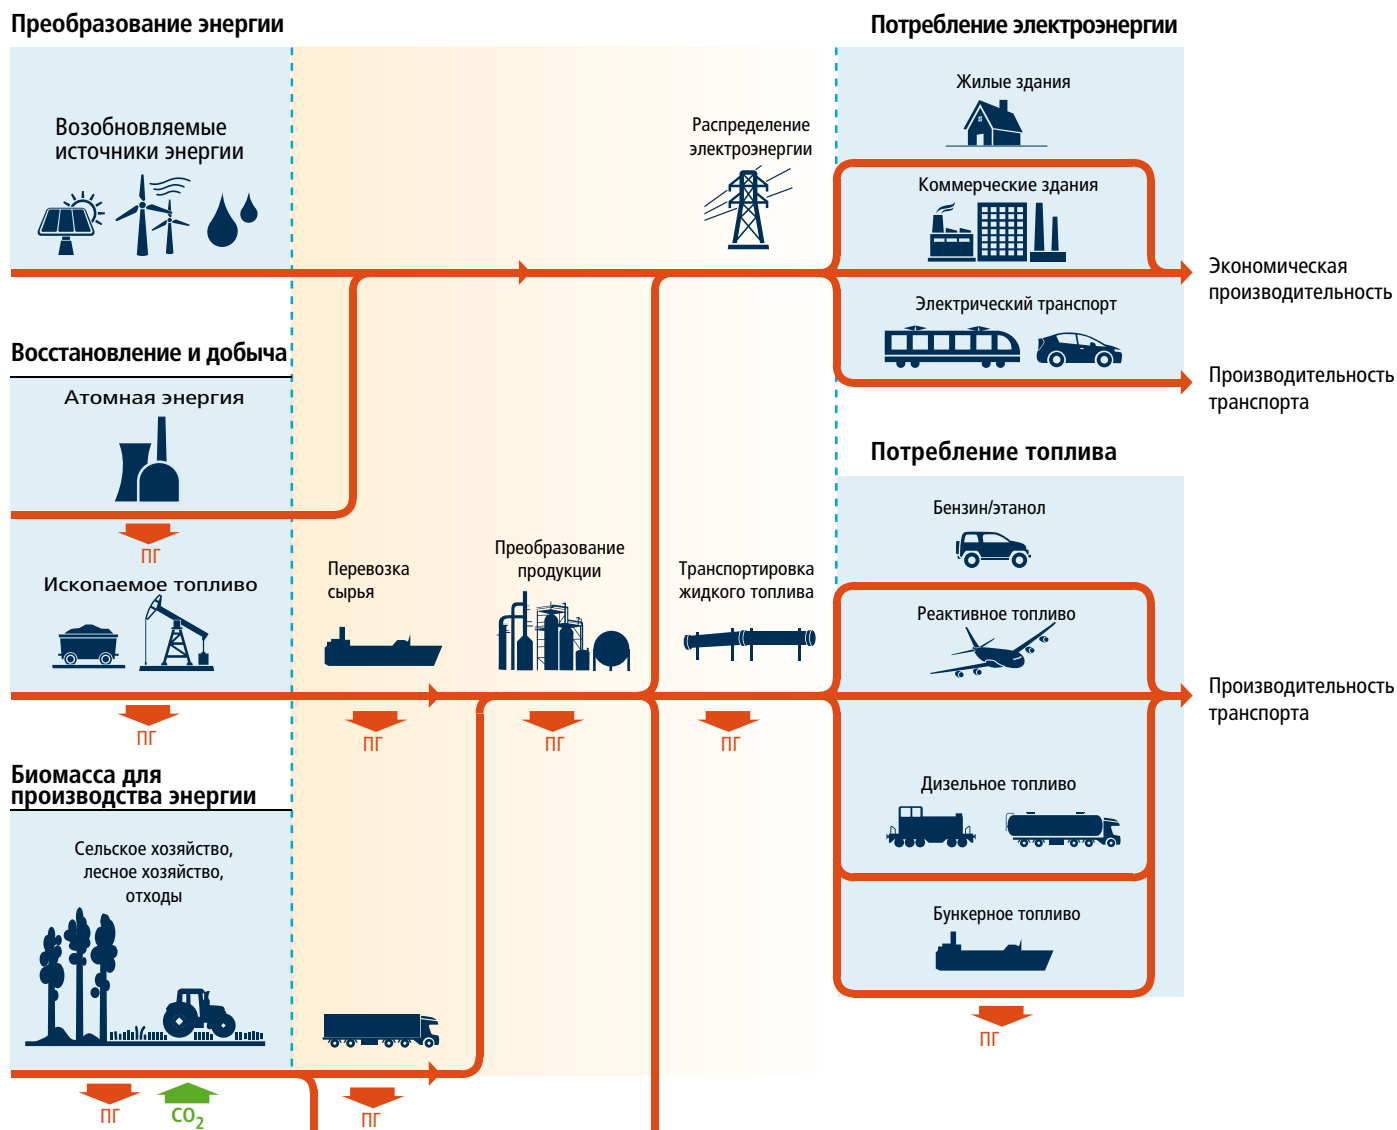 Преобразование энергии
Потребление электроэнергии
Возобновляемые
источники энергии
Распределение
электроэнергии
Жилые здания
Коммерческие здания
Экономическая
производительность
Электрический транспорт
Производительность
транспорта
Восстановление и добыча
Атомная энергия
ПГ
Потребление топлива
Бензин/этанол
Ископаемое топливо
Перевозка
сырья
Преобразование
продукции
Транспортировка
жидкого топлива
Реактивное топливо
Производительность
транспорта
ПГ
ПГ
ПГ
ПГ
Биомасса для
производства энергии
Дизельное топливо
Сельское хозяйство,
лесное хозяйство,
отходы
Бункерное топливо
ПГ
ПГ
CO2
ПГ